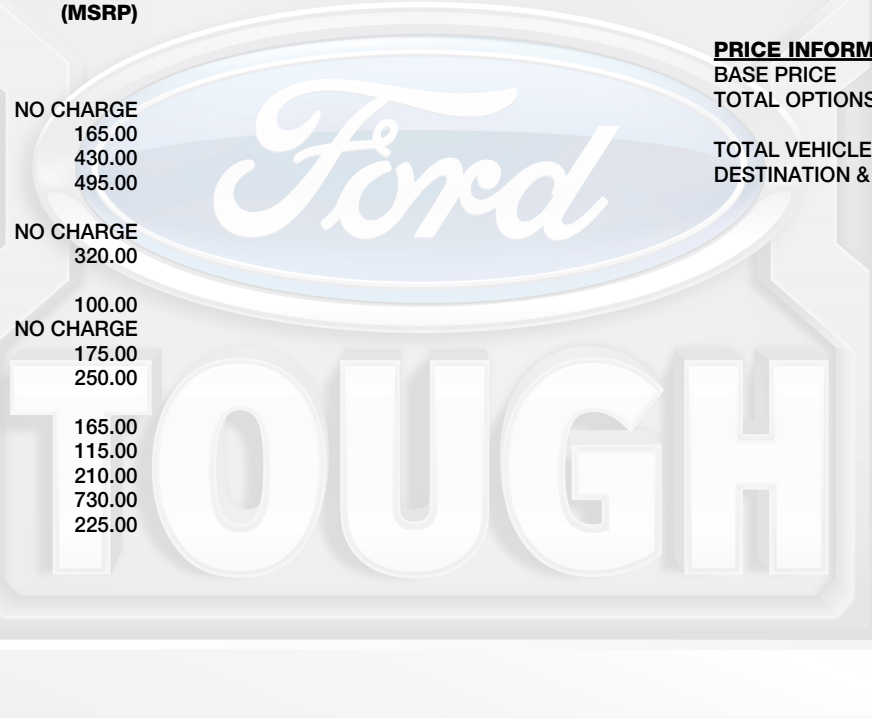 (MSRP)
NO CHARGE
165.00
430.00
495.00
NO CHARGE
320.00
100.00
NO CHARGE
175.00
250.00
165.00
115.00
210.00
730.00
225.00
PRICE INFORM
BASE PRICE
TOTAL OPTIONS
TOTAL VEHICLE
DESTINATION &
Ford
TOUGH